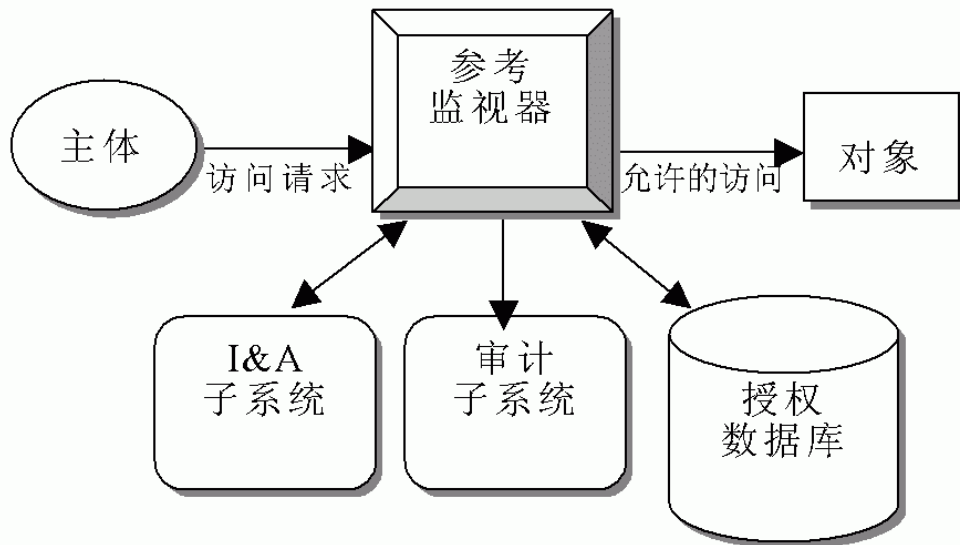 参考
监视器
主体
访问请求
允许的访问
对象
I&A
子系统
审计
子系统
授权
数据库